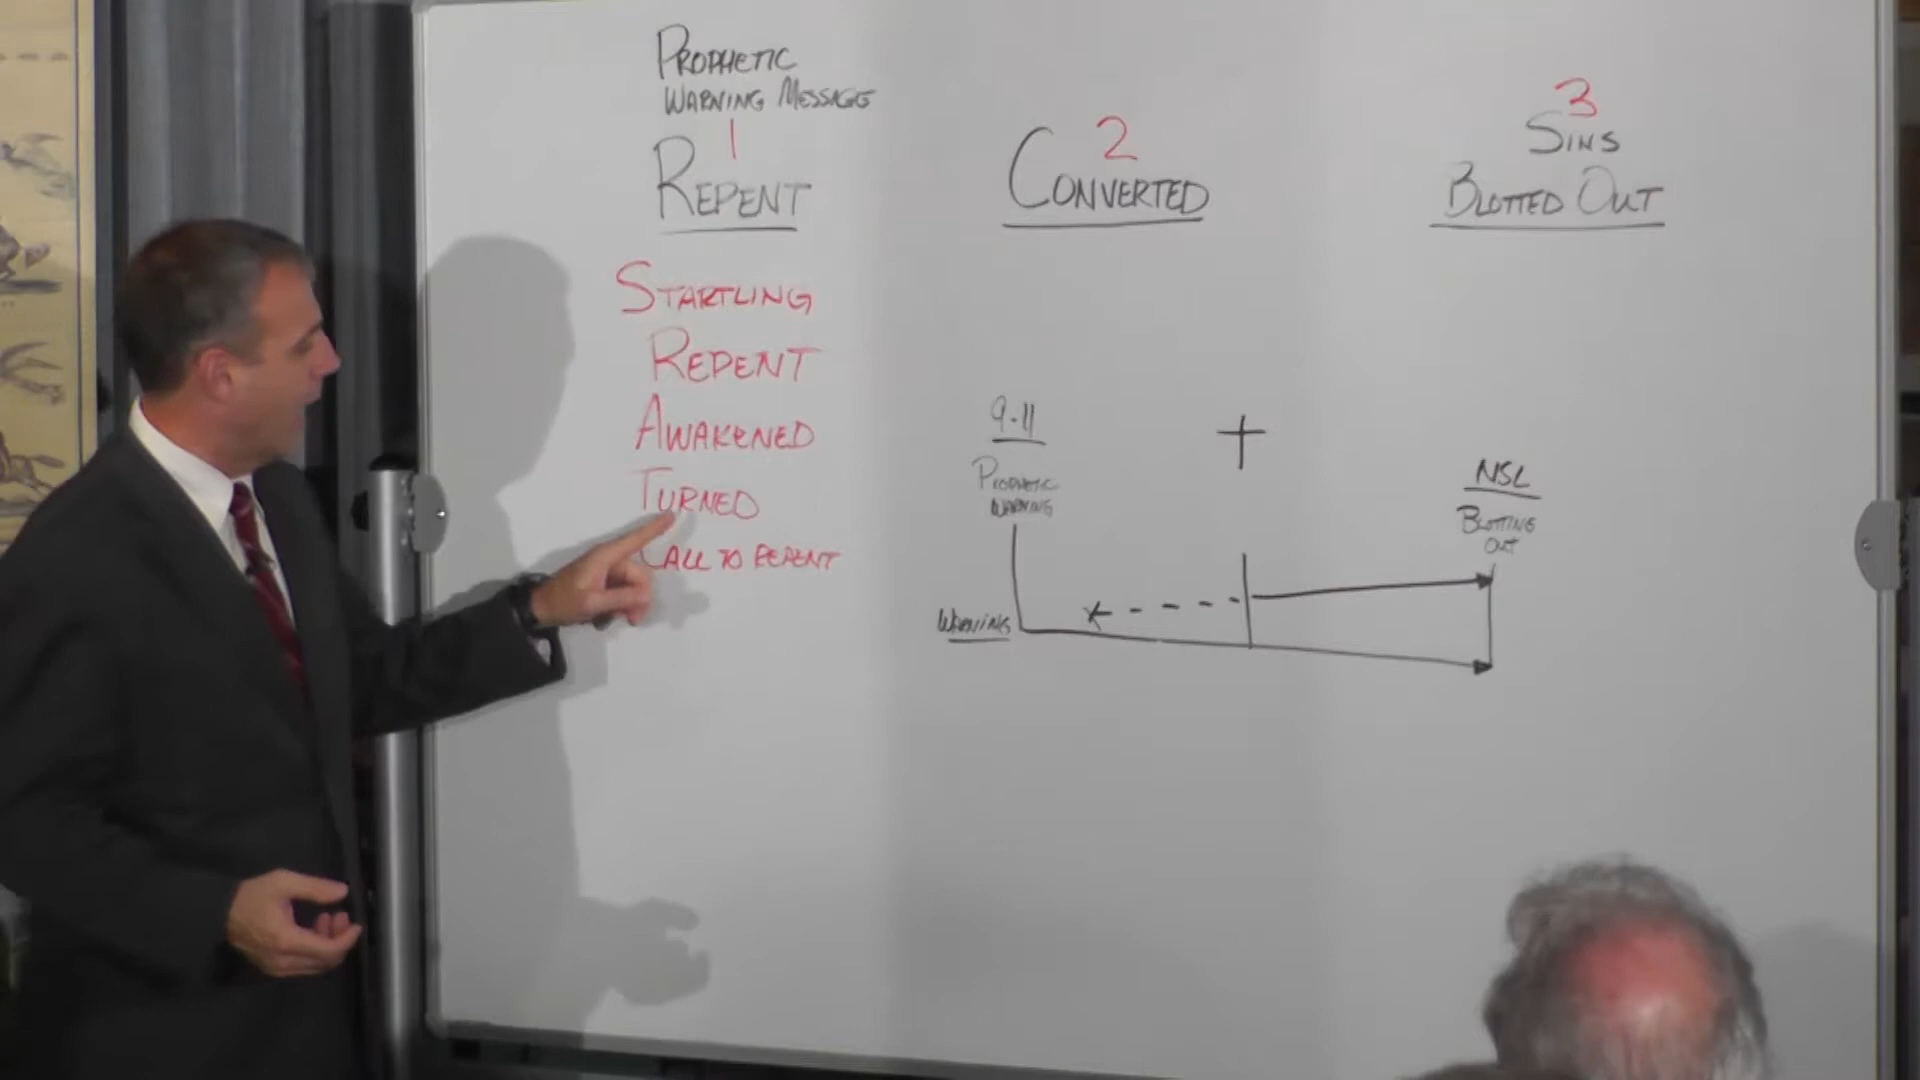 PROPHETIC
WARNING MESSAGE
1
REPENT
STARTLING
REPENT
AWAKENED
TURNED
CALL TO REPENT
2
CONVERTED
9-11
PROPHETIC
WARNING
WARNING
3
SINS
BLOTTED OUT
NSL
BLOTTING
OUT